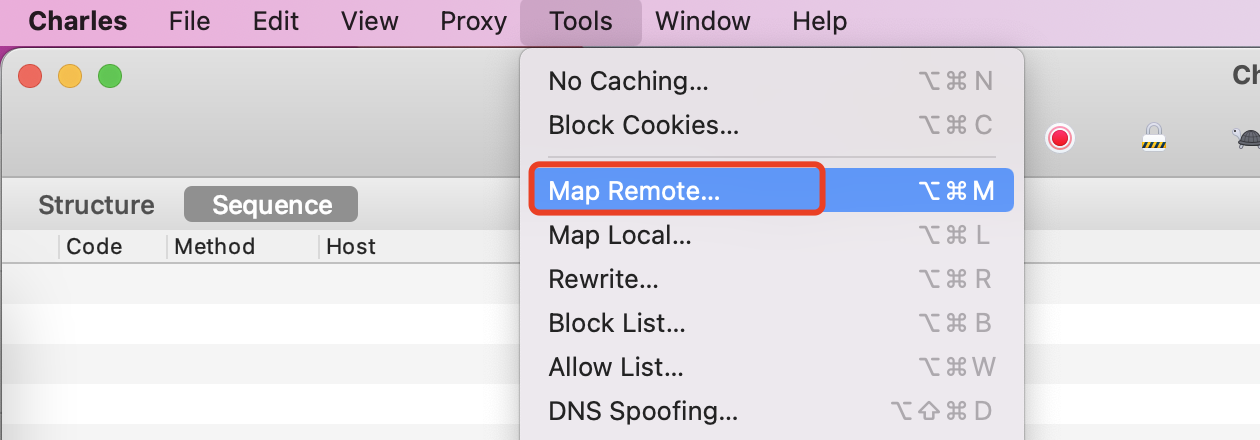 Charles File Edit View Proxy Tools Window Help
Ch
No Caching... ⌥⌘N
Block Cookies... ⌥⌘C
Map Remote... ⌥⌘M
Structure Sequence
Map Local... ⌥⌘L
Code Method Host
Rewrite... ⌥⌘R
Block List... ⌥⌘B
Allow List... ⌥⌘W
DNS Spoofing... ⌥⇧⌘D